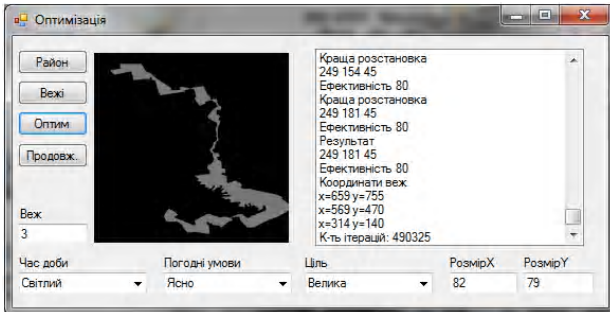 Оптимізація
Район
Вежі
Оптим
Продовж.
Веж
3
Краща розстановка
249 154 45
Ефективність 80
Краща розстановка
249 181 45
Ефективність 80
Результат
249 181 45
Ефективність 80
Координати веж
x=659 y=755
x=569 y=470
x=314 y=140
К-ть ітерацій: 490325
Час доби Погодні умови Ціль РозмірX РозмірY
Світлий Ясно Велика 82 79